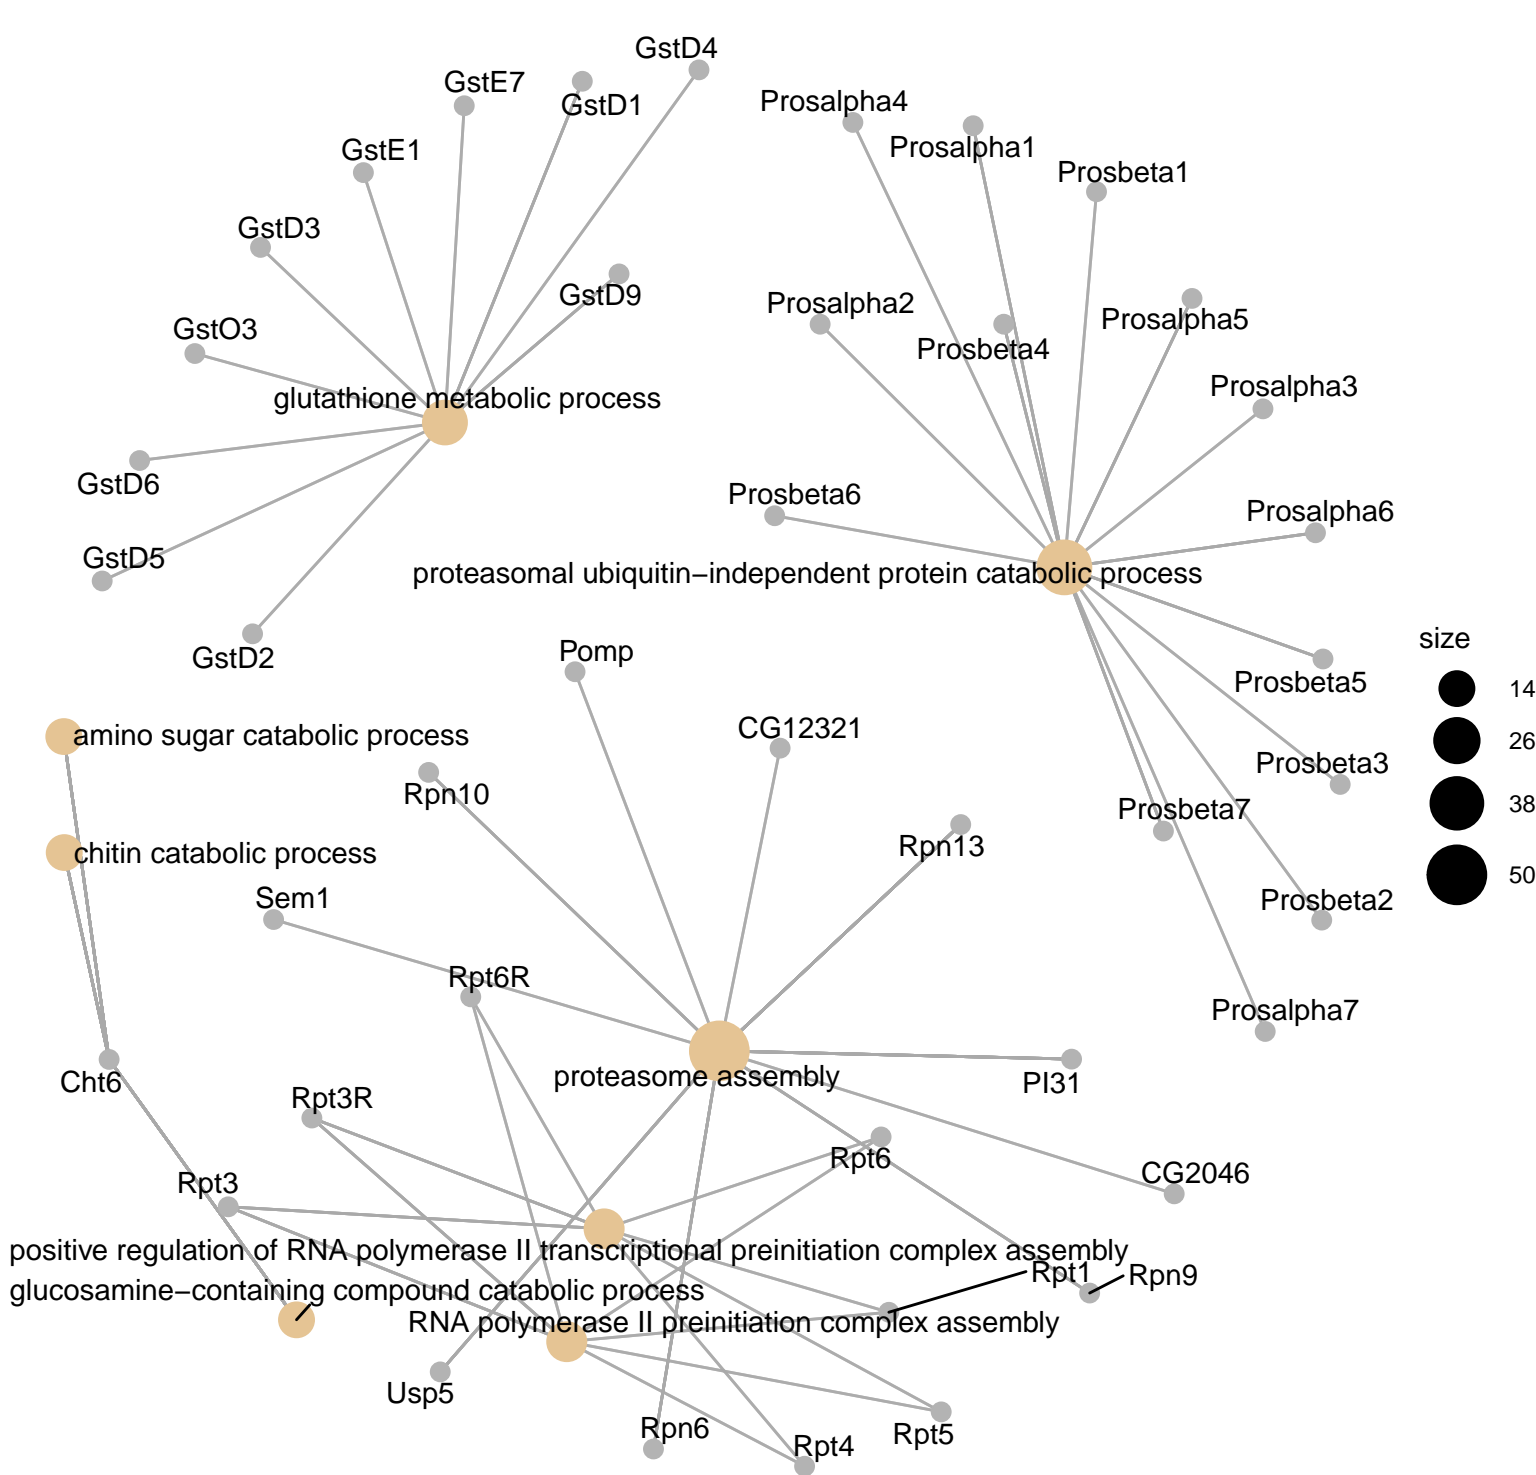 GstD4
GstE7
GstD1
Prosalpha4
Prosalpha1
GstE1
Prosbeta1
GstD3
GstD9
Prosalpha2
Prosalpha5
GstO3
Prosbeta4
Prosalpha3
glutathione metabolic process
GstD6
Prosbeta6
Prosalpha6
GstD5
proteasomal ubiquitin−independent protein catabolic process
size
Pomp
GstD2
Prosbeta5
14
CG12321
amino sugar catabolic process
26
Prosbeta3
Rpn10
38
Prosbeta7
Rpn13
chitin catabolic process
50
Sem1
Prosbeta2
Rpt6R
Prosalpha7
proteasome assembly
Cht6
PI31
Rpt3R
Rpt6
CG2046
Rpt3
positive regulation of RNA polymerase II transcriptional preinitiation complex assembly
Rpt1
Rpn9
glucosamine−containing compound catabolic process
RNA polymerase II preinitiation complex assembly
Usp5
Rpn6
Rpt5
Rpt4